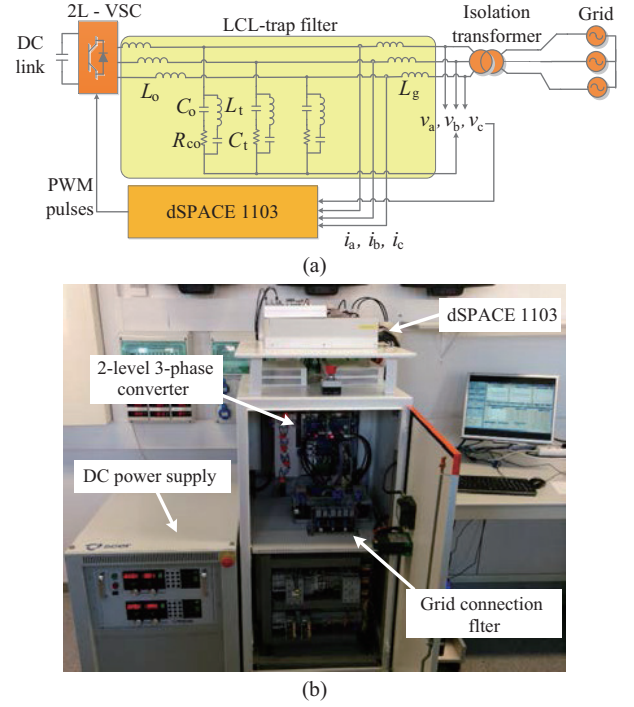 2L - VSC
LCL-trap filter
Isolation
transformer
Grid
DC
link
Lo
Co
Lt
Rco
Ct
Lg
va, vb, vc
PWM
pulses
dSPACE 1103
ia, ib, ic
(a)
dSPACE 1103
2-level 3-phase
converter
DC power supply
Grid connection
flter
(b)